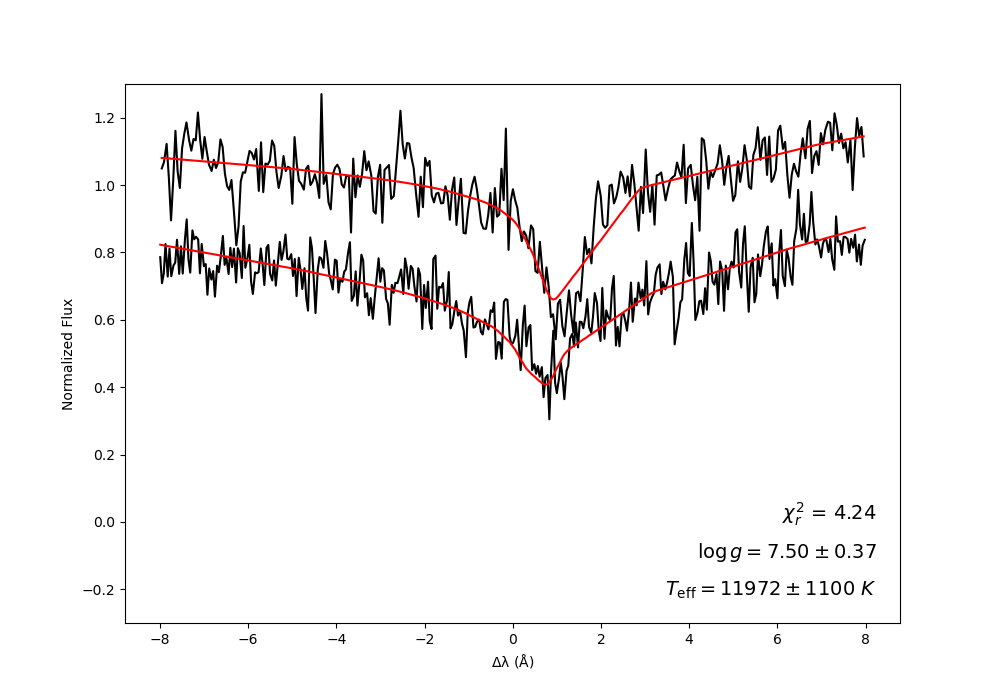 1.2
1.0
0.8
0.6
0.4
0.2
0.0
−0.2
Normalized Flux
χ²ᵣ = 4.24
log g = 7.50 ± 0.37
T_eff = 11972 ± 1100 K
−8 −6 −4 −2 0 2 4 6 8
Δλ (Å)